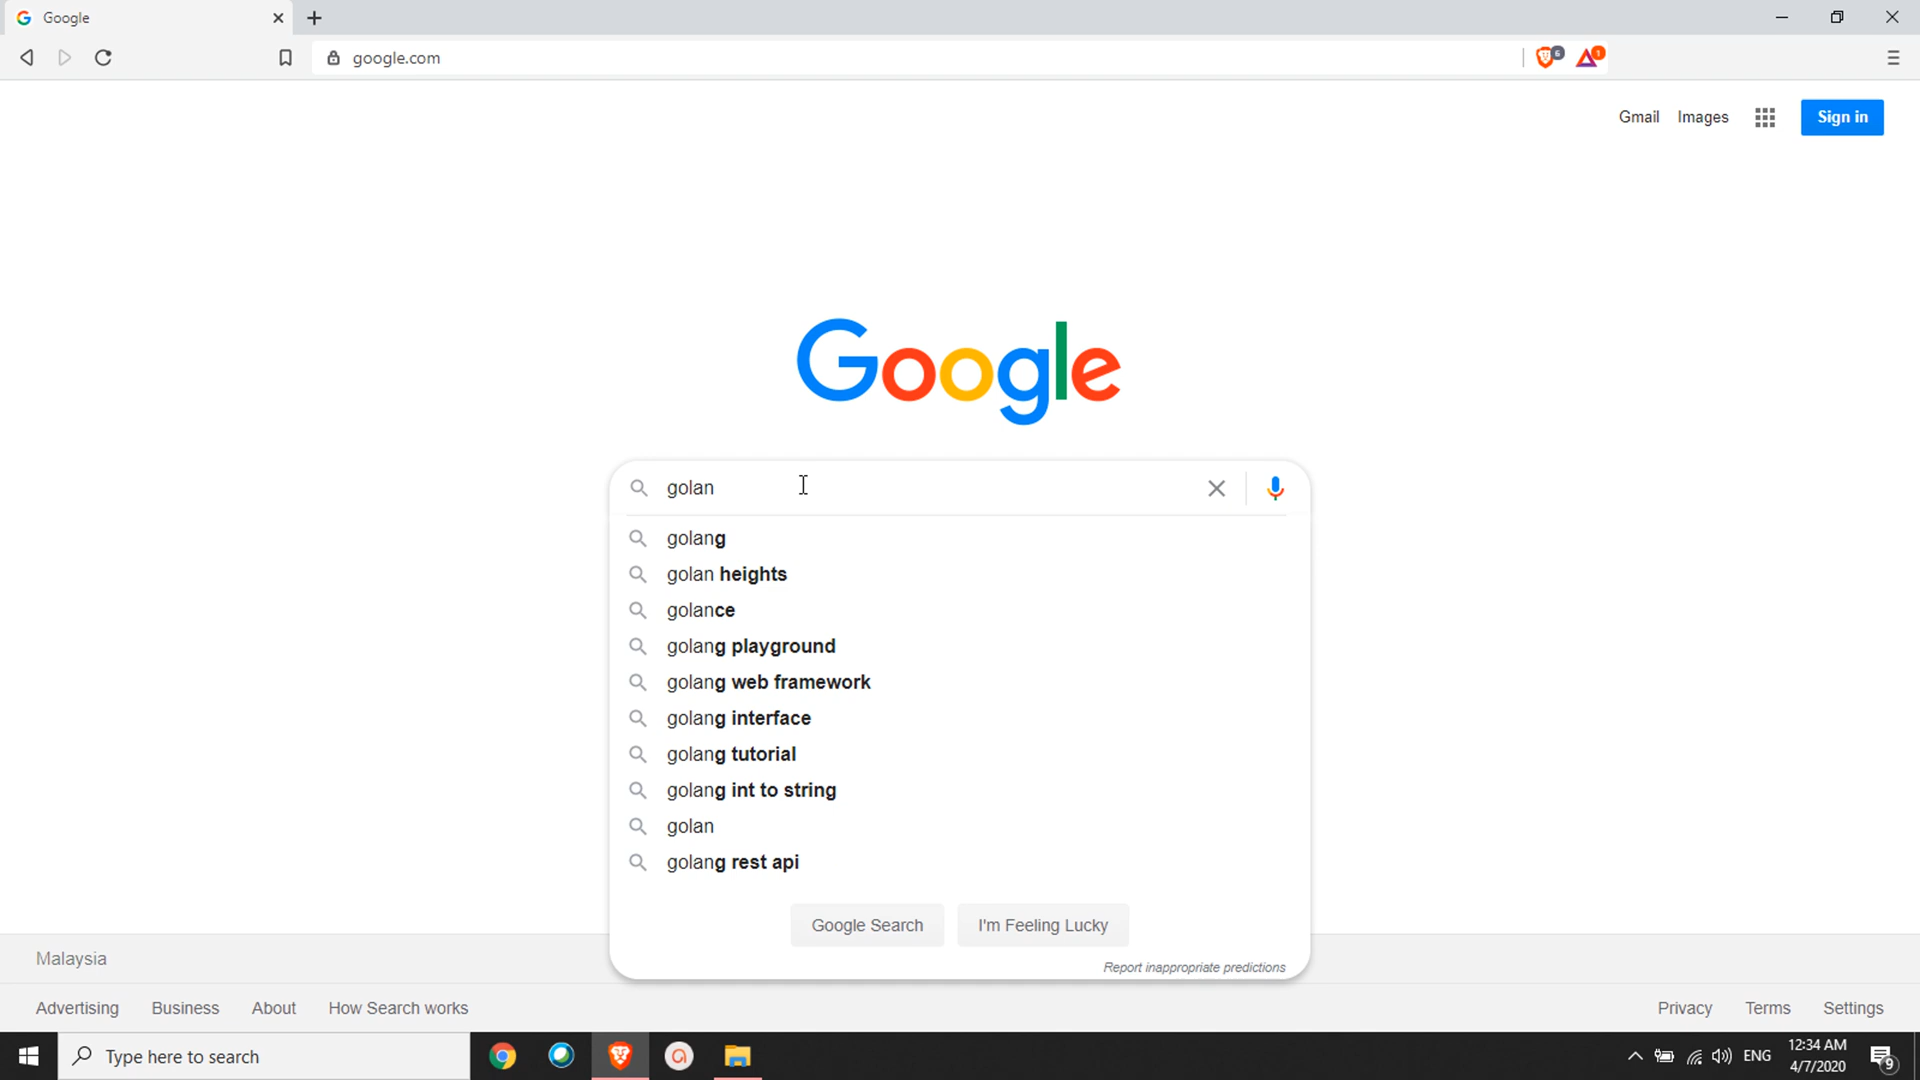 Google
google.com
6
1
Gmail Images Sign in
Google
golan
golang
golan heights
golance
golang playground
golang web framework
golang interface
golang tutorial
golang int to string
golan
golang rest api
Google Search I'm Feeling Lucky
Report inappropriate predictions
Malaysia
Advertising Business About How Search works Privacy Terms Settings
Type here to search
ENG
12:34 AM
4/7/2020
9